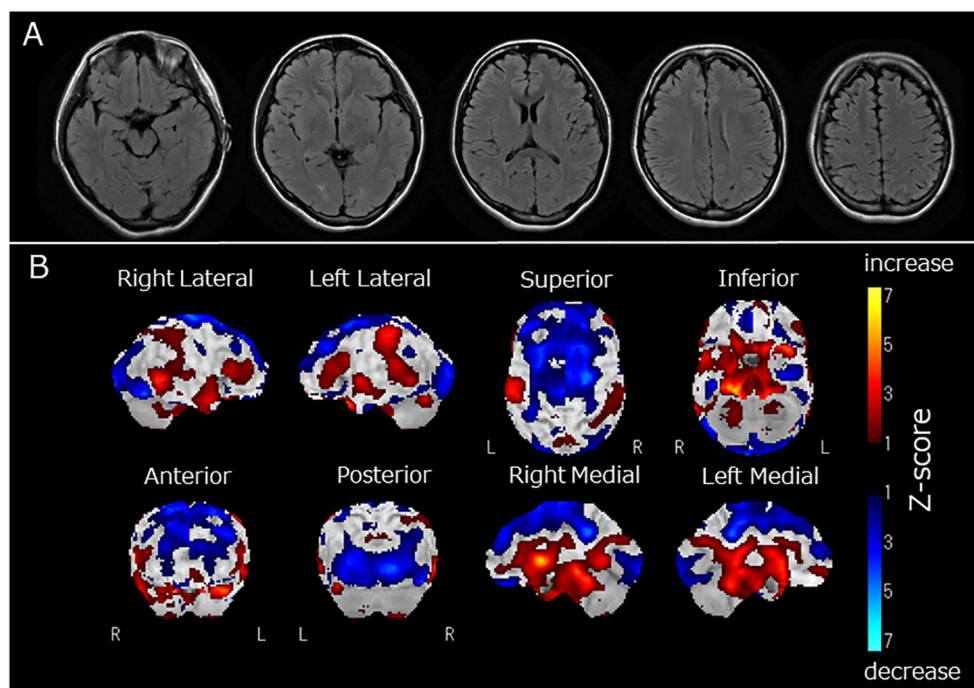 A
B
Right Lateral
Left Lateral
Superior
Inferior
increase
7
5
3
1
L
R
R
L
Z-score
Anterior
Posterior
Right Medial
Left Medial
1
3
5
7
R
L
L
R
decrease